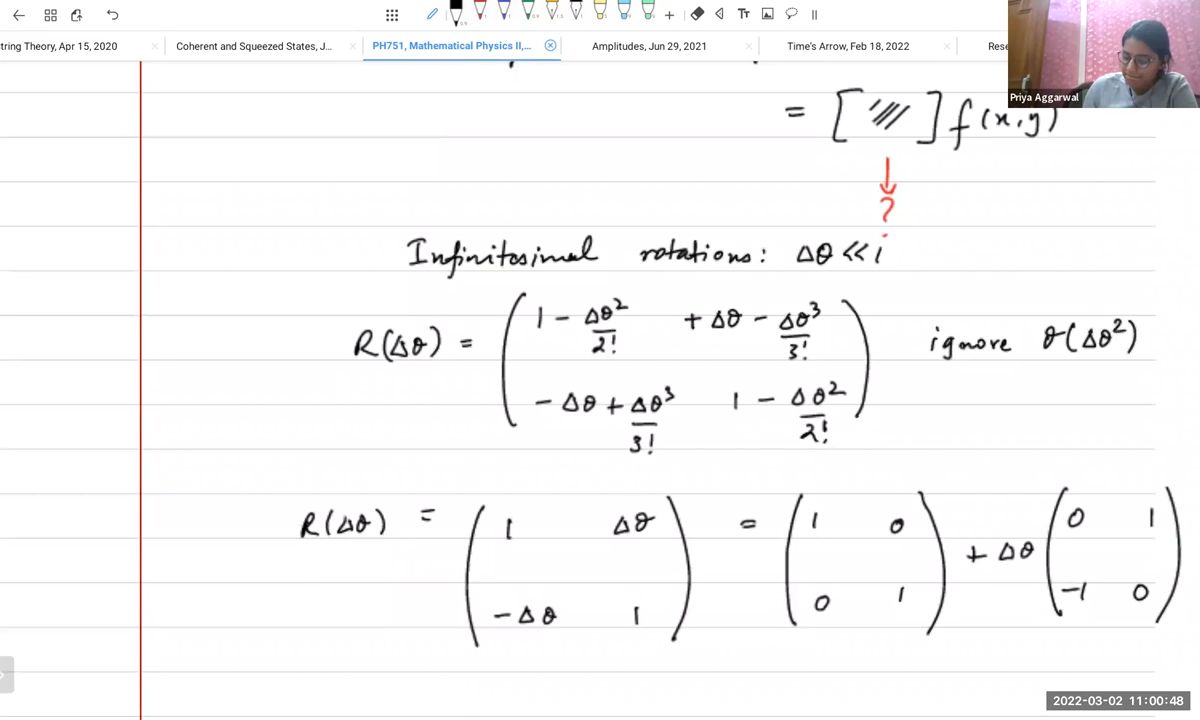 tring Theory, Apr 15, 2020 × Coherent and Squeezed States, J... × PH751, Mathematical Physics II,... Amplitudes, Jun 29, 2021 × Time's Arrow, Feb 18, 2022 × Rese
Priya Aggarwal
= [ //// ] f(x,y)
↓
?
Infinitesimal rotations: Δθ << 1
R(Δθ) = ( 1 - Δθ²/2! + Δθ - Δθ³/3! ignore O(Δθ²)
- Δθ + Δθ³/3! 1 - Δθ²/2! )
R(Δθ) = ( 1 Δθ = ( 1 0 + Δθ ( 0 1
- Δθ 1 ) 0 1 ) -1 0 )
2022-03-02 11:00:48